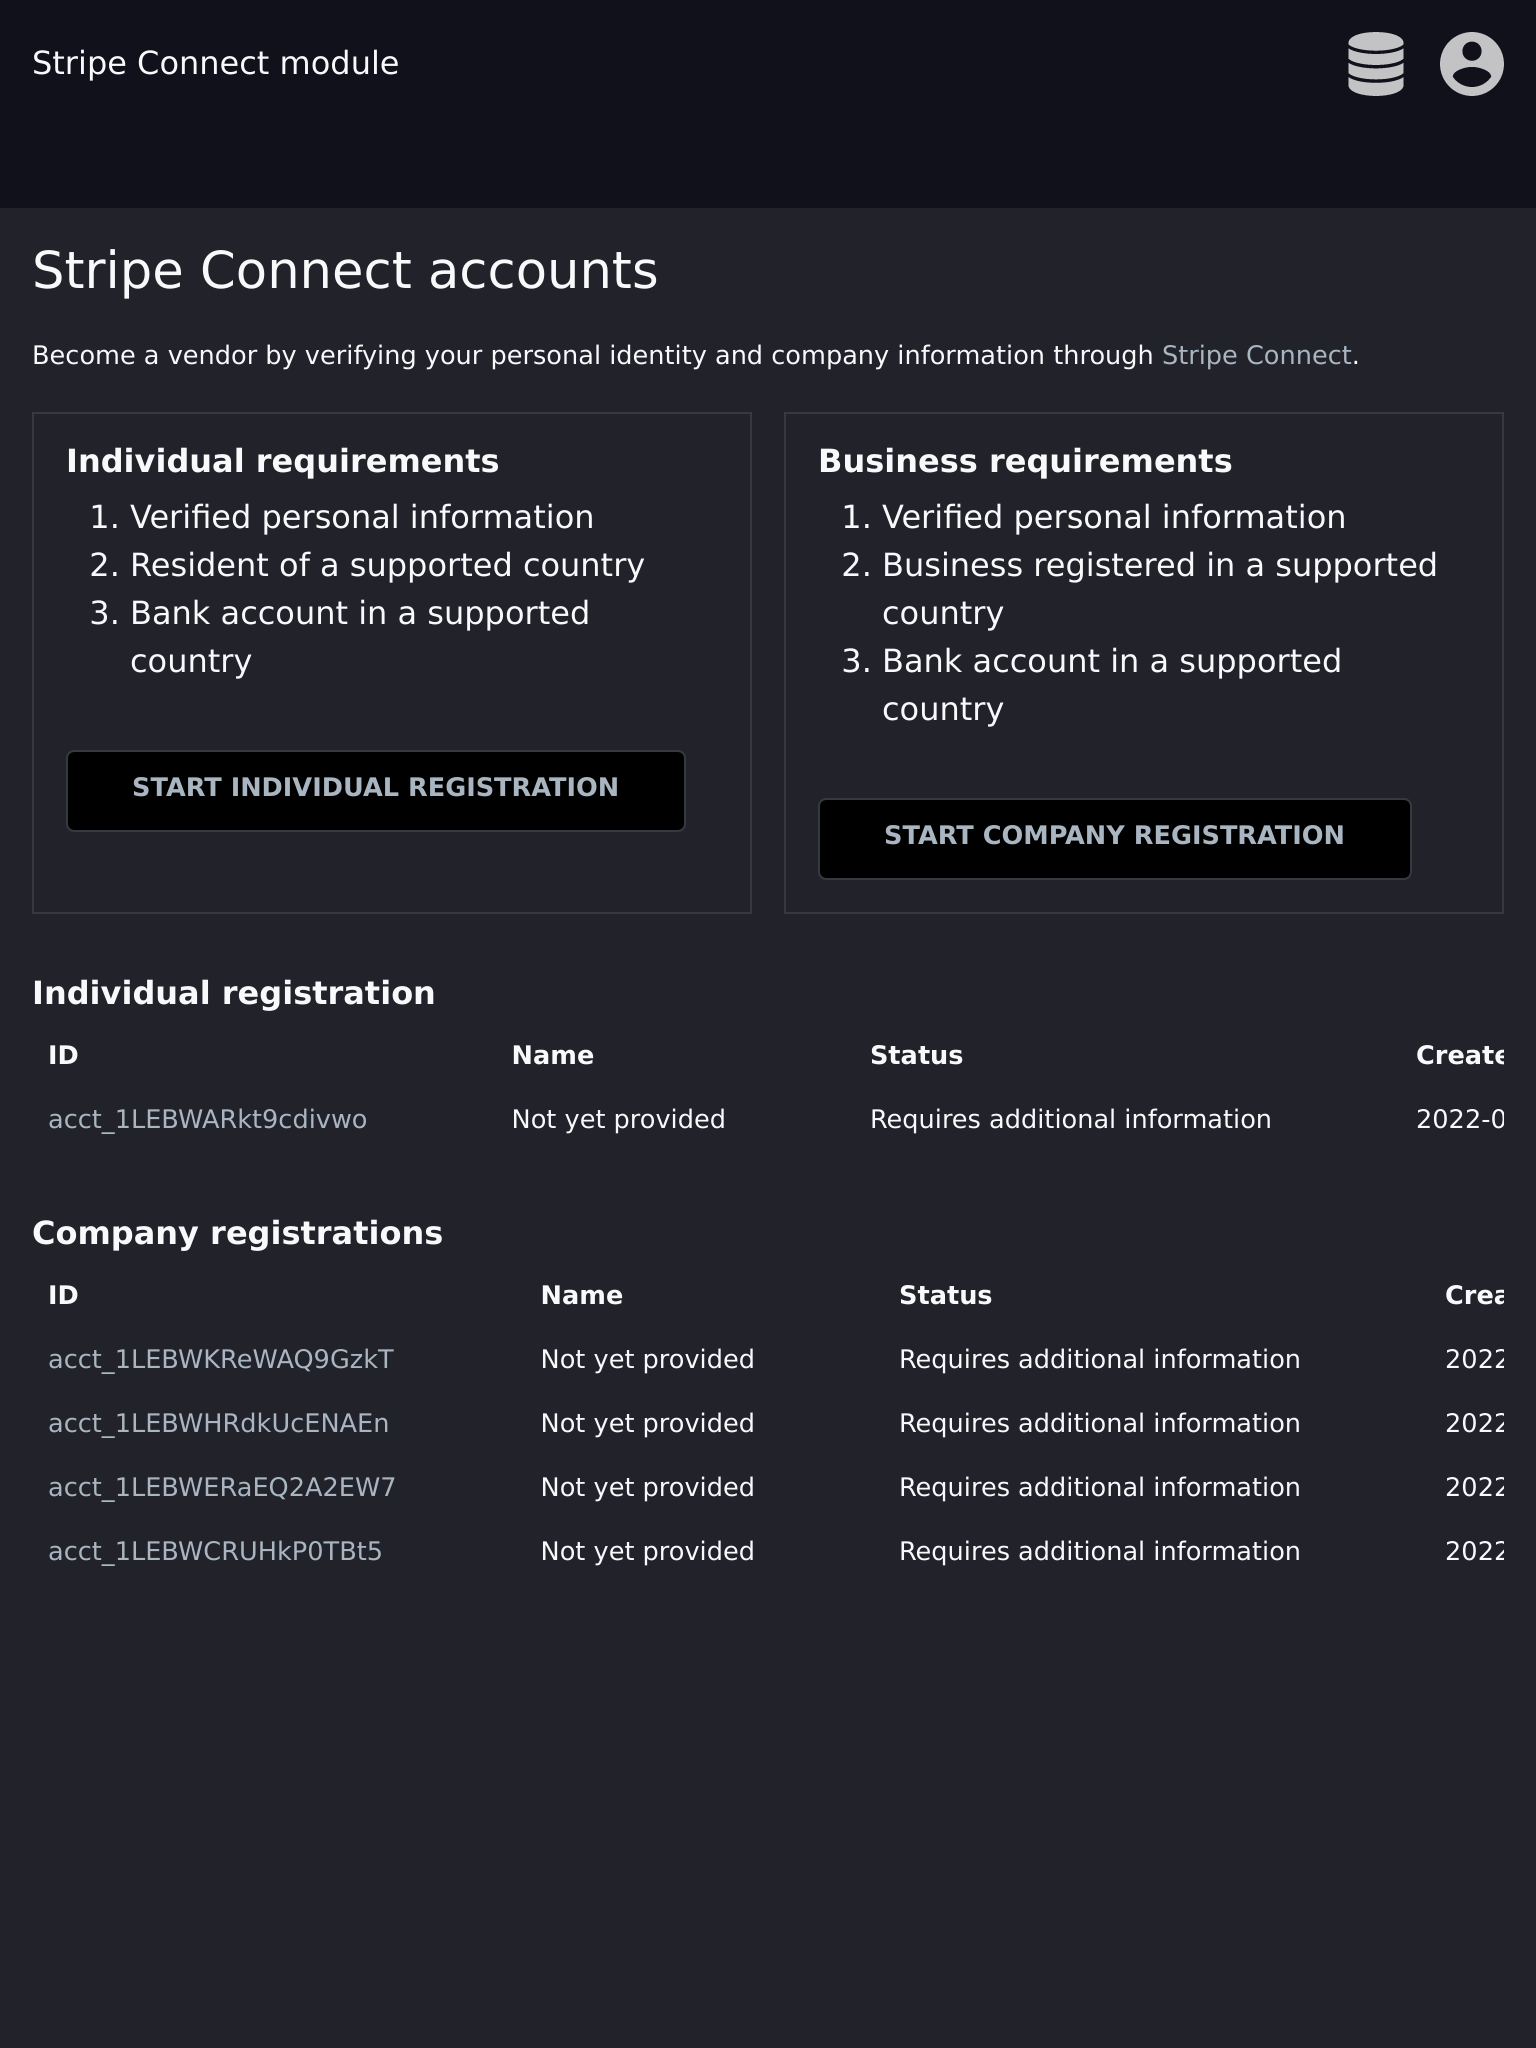 Stripe Connect module
Stripe Connect accounts
Become a vendor by verifying your personal identity and company information through Stripe Connect.
Individual requirements
1. Verified personal information
2. Resident of a supported country
3. Bank account in a supported
country
START INDIVIDUAL REGISTRATION
Business requirements
1. Verified personal information
2. Business registered in a supported
country
3. Bank account in a supported
country
START COMPANY REGISTRATION
Individual registration
ID Name Status Create
acct_1LEBWARkt9cdivwo Not yet provided Requires additional information 2022-0
Company registrations
ID Name Status Crea
acct_1LEBWKReWAQ9GzkT Not yet provided Requires additional information 2022
acct_1LEBWHRdkUcENAEn Not yet provided Requires additional information 2022
acct_1LEBWERaEQ2A2EW7 Not yet provided Requires additional information 2022
acct_1LEBWCRUHkP0TBt5 Not yet provided Requires additional information 2022